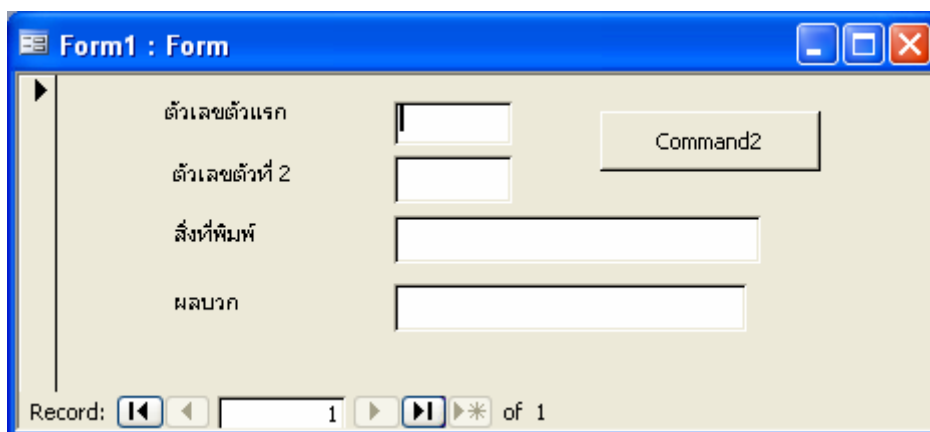 Form1 : Form
ตัวเลขตัวแรก
Command2
ตัวเลขตัวที่ 2
สิ่งที่พิมพ์
ผลบวก
Record: 1 of 1